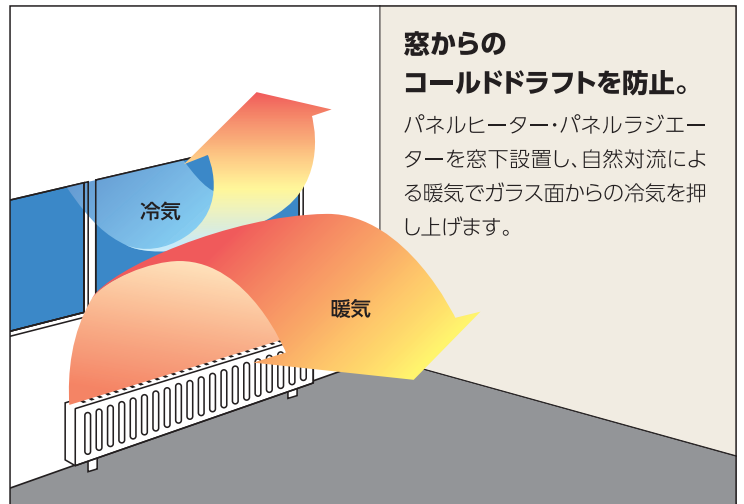 窓からの
コールドドラフトを防止。
パネルヒーター・パネルラジエー
ターを窓下設置し、自然対流によ
る暖気でガラス面からの冷気を押
し上げます。
冷気
暖気